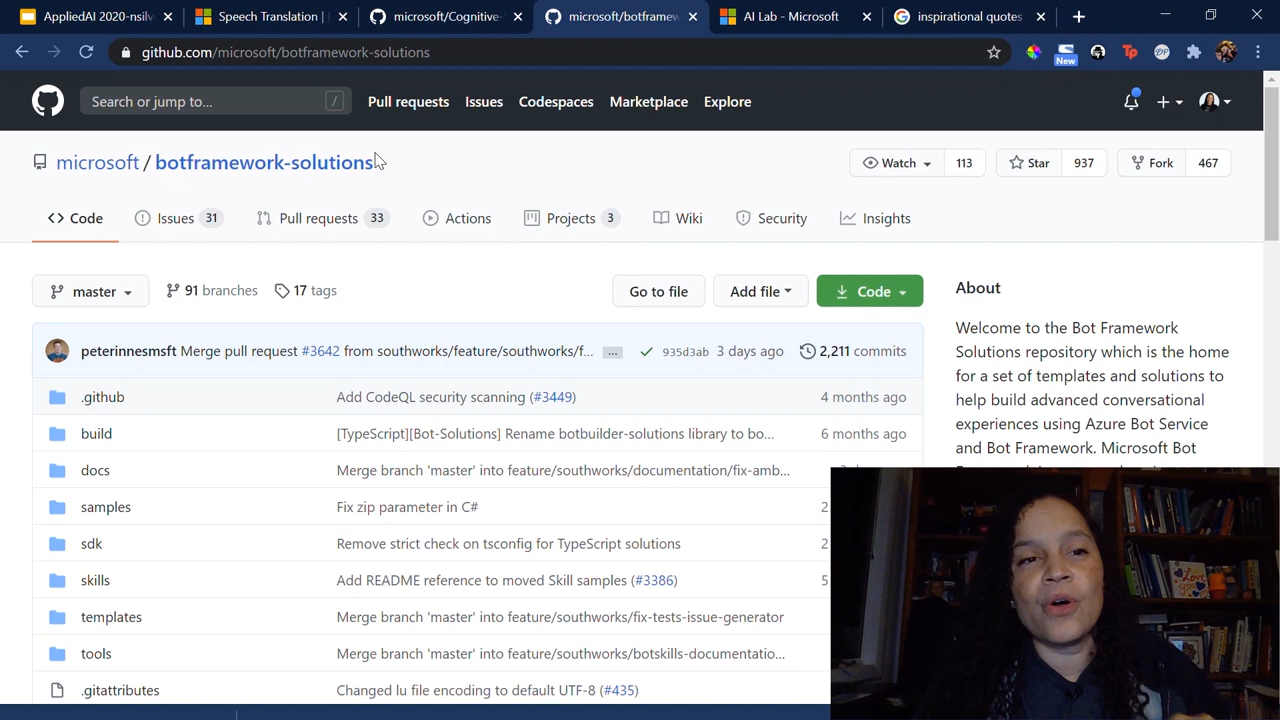 AppliedAI 2020-nsilv
Speech Translation |
microsoft/Cognitive-
microsoft/botframew
AI Lab - Microsoft
inspirational quotes
github.com/microsoft/botframework-solutions
New
Tp
DF
Search or jump to...
/
Pull requests
Issues
Codespaces
Marketplace
Explore
microsoft / botframework-solutions
Watch 113
Star 937
Fork 467
Code
Issues 31
Pull requests 33
Actions
Projects 3
Wiki
Security
Insights
master
91 branches
17 tags
Go to file
Add file
Code
About
Welcome to the Bot Framework
Solutions repository which is the home
for a set of templates and solutions to
help build advanced conversational
experiences using Azure Bot Service
and Bot Framework. Microsoft Bot
peterinnesmsft Merge pull request #3642 from southworks/feature/southworks/f... ... 935d3ab 3 days ago 2,211 commits
.github Add CodeQL security scanning (#3449) 4 months ago
build [TypeScript][Bot-Solutions] Rename botbuilder-solutions library to bo... 6 months ago
docs Merge branch 'master' into feature/southworks/documentation/fix-amb...
samples Fix zip parameter in C# 2
sdk Remove strict check on tsconfig for TypeScript solutions 2
skills Add README reference to moved Skill samples (#3386) 5
templates Merge branch 'master' into feature/southworks/fix-tests-issue-generator
tools Merge branch 'master' into feature/southworks/botskills-documentatio...
.gitattributes Changed lu file encoding to default UTF-8 (#435)